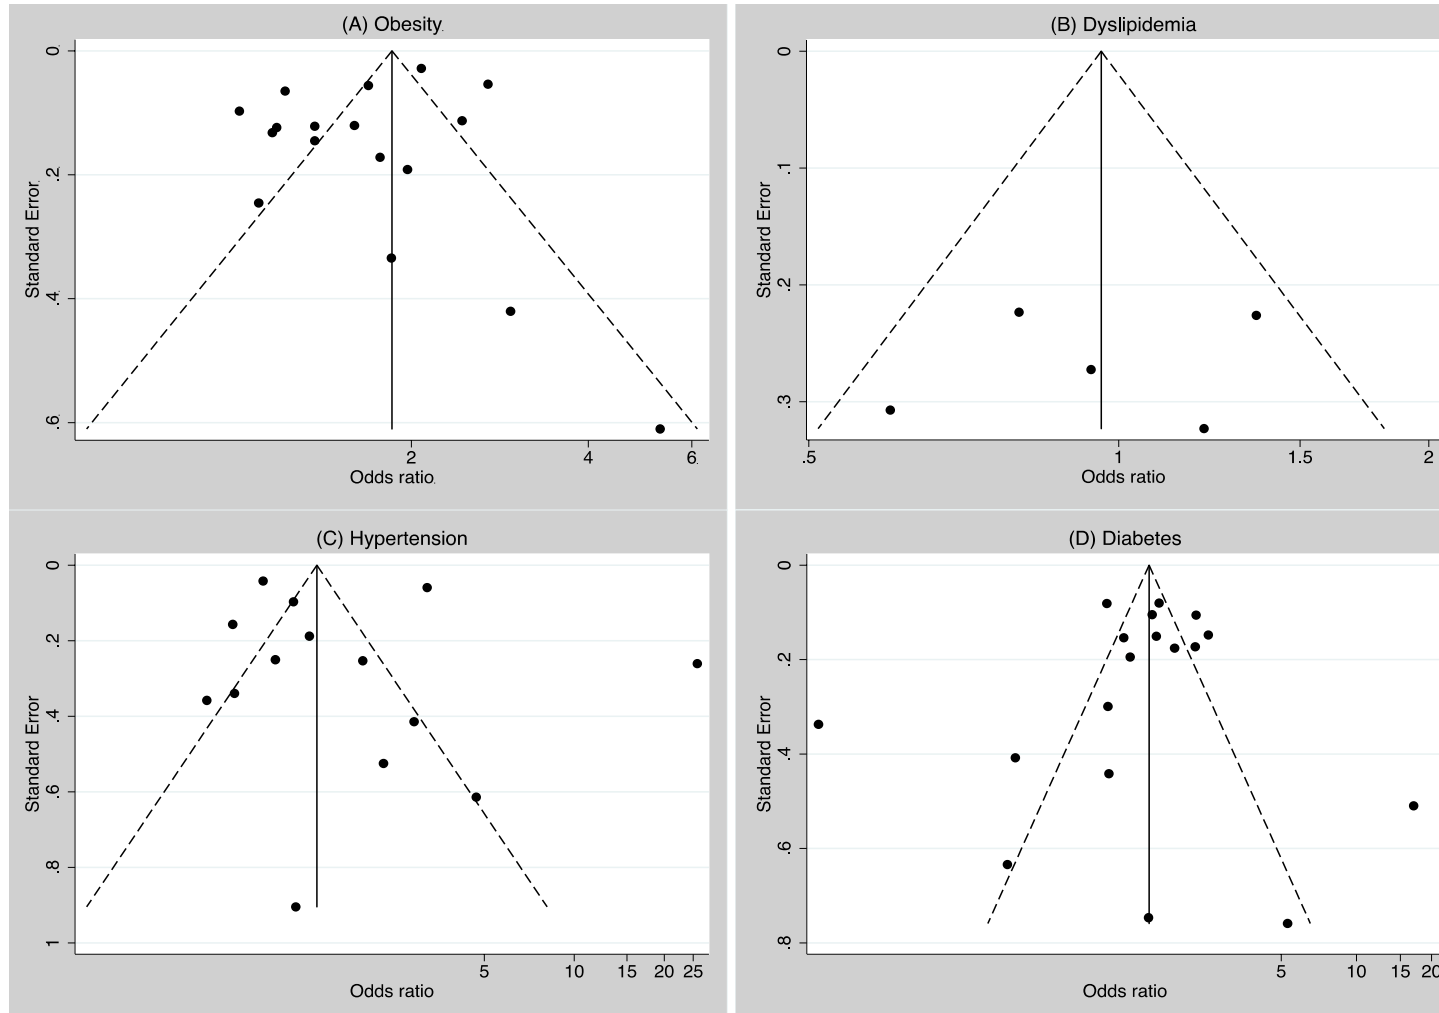 (A) Obesity.
0.
.2
.4.
.6.
Standard Error.
2 4 6.
Odds ratio.
(B) Dyslipidemia
0
.1
.2
.3
Standard Error
.5 1 1.5 2
Odds ratio
(C) Hypertension
0
.2
.4
.6
.8
1
Standard Error
5 10 15 20 25
Odds ratio
(D) Diabetes
0
.2
.4
.6
.8
Standard Error
5 10 15 20
Odds ratio